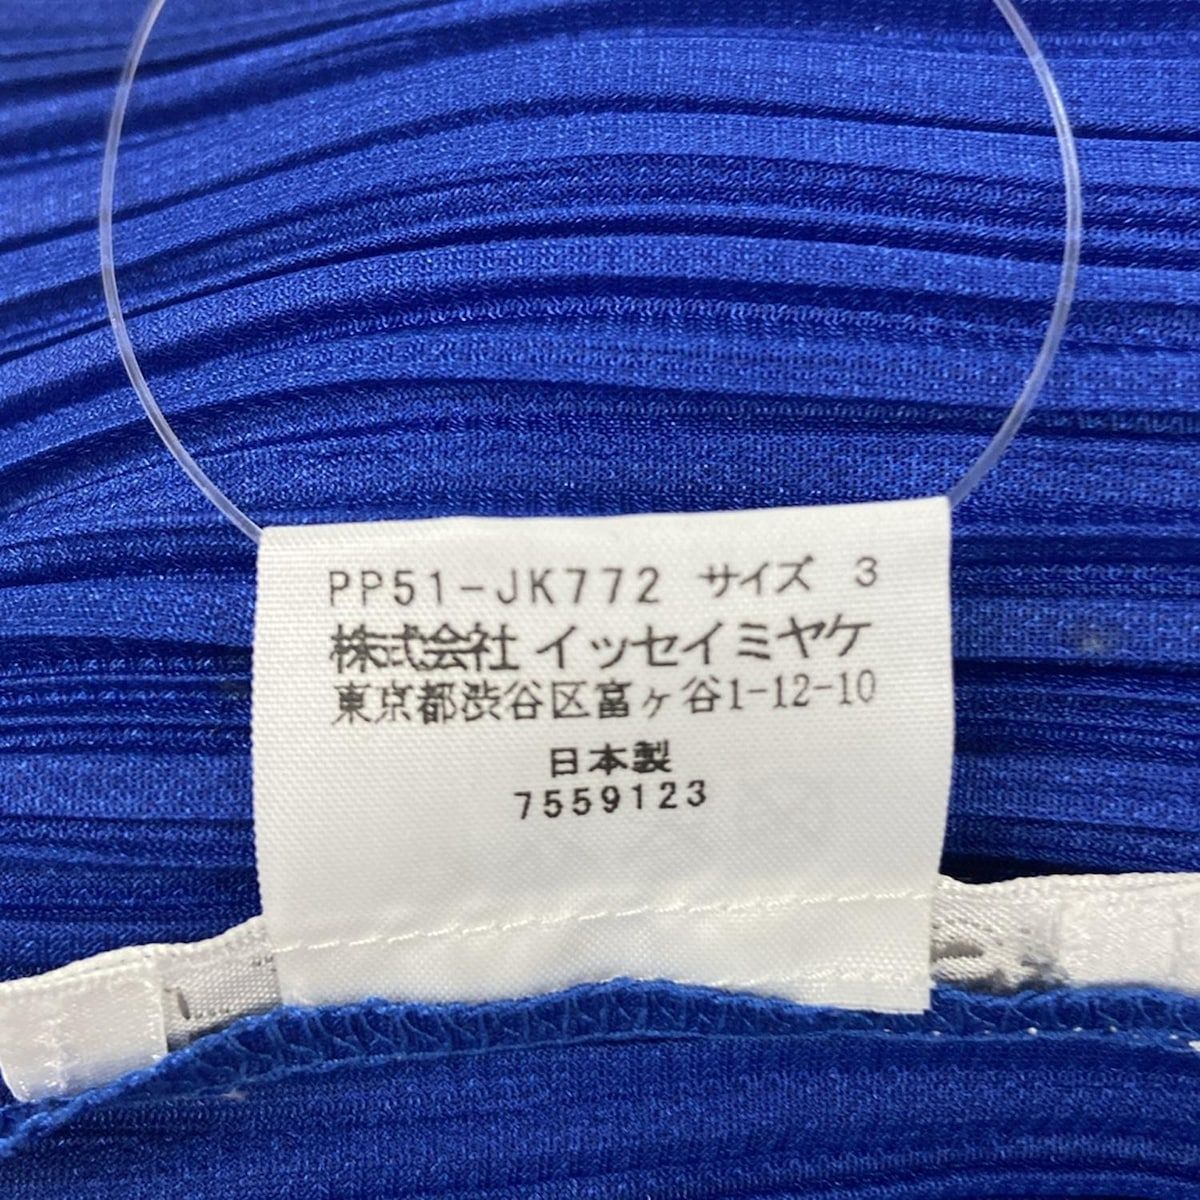 PP51-JK772 サイズ 3
株式会社 イッセイミヤケ
東京都渋谷区富ヶ谷1-12-10
日本製
7559123